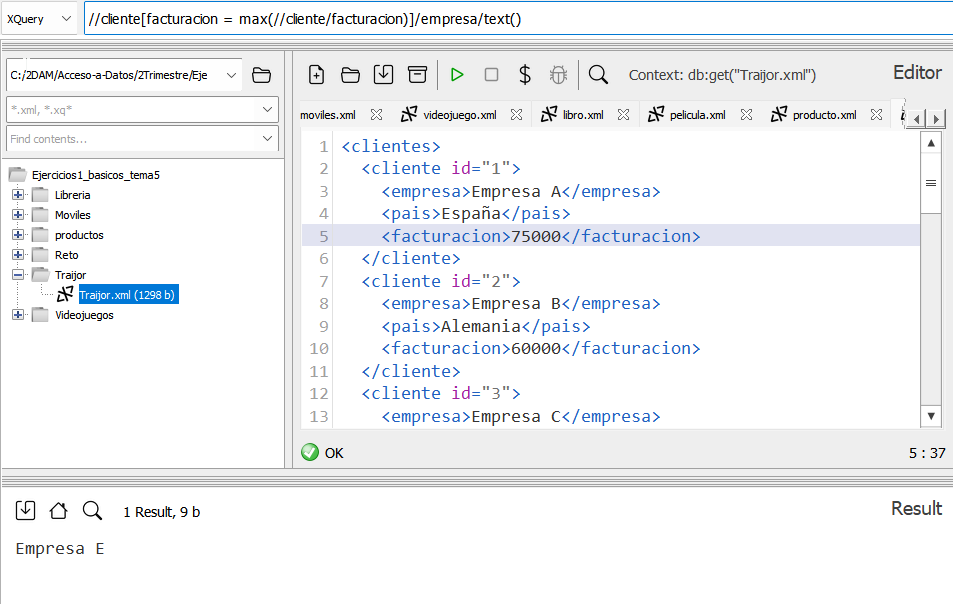 XQuery //cliente[facturacion = max(//cliente/facturacion)]/empresa/text()
C:/2DAM/Acceso-a-Datos/2Trimestre/Eje
*.xml, *.xq*
Find contents...
Ejercicios1_basicos_tema5
Libreria
Moviles
productos
Reto
Traijor
Traijor.xml (1298 b)
Videojuegos
Context: db:get("Traijor.xml") Editor
moviles.xml videojuego.xml libro.xml pelicula.xml producto.xml
1 <clientes>
2 <cliente id="1">
3 <empresa>Empresa A</empresa>
4 <pais>España</pais>
5 <facturacion>75000</facturacion>
6 </cliente>
7 <cliente id="2">
8 <empresa>Empresa B</empresa>
9 <pais>Alemania</pais>
10 <facturacion>60000</facturacion>
11 </cliente>
12 <cliente id="3">
13 <empresa>Empresa C</empresa>
OK 5 : 37
1 Result, 9 b Result
Empresa E